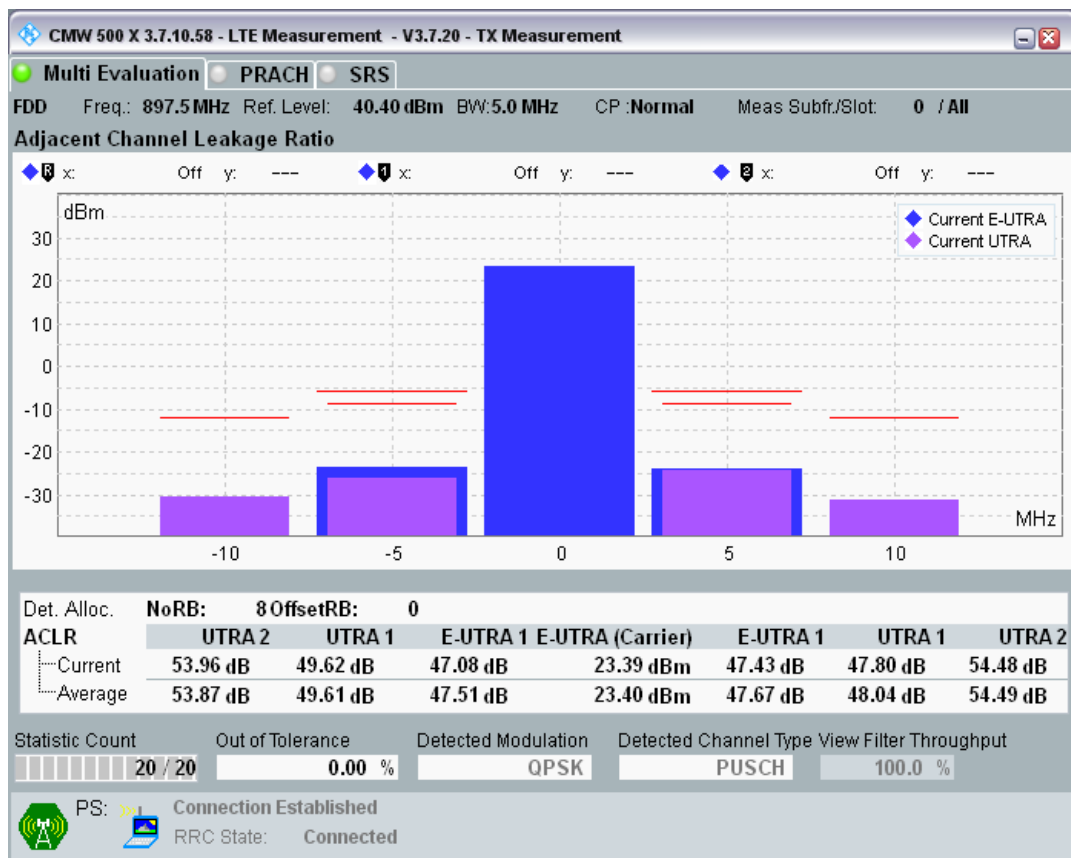 CMW 500 X 3.7.10.58 - LTE Measurement - V3.7.20 - TX Measurement
Multi Evaluation PRACH SRS
FDD Freq.: 897.5 MHz Ref. Level: 40.40 dBm BW:5.0 MHz CP :Normal Meas Subfr./Slot: 0 / All
Adjacent Channel Leakage Ratio
R x: Off y: --- 1 x: Off y: --- 2 x: Off y: ---
dBm
Current E-UTRA
Current UTRA
30
20
10
0
-10
-20
-30
MHz
-10 -5 0 5 10
Det. Alloc. NoRB: 8 OffsetRB: 0
ACLR UTRA 2 UTRA 1 E-UTRA 1 E-UTRA (Carrier) E-UTRA 1 UTRA 1 UTRA 2
Current 53.96 dB 49.62 dB 47.08 dB 23.39 dBm 47.43 dB 47.80 dB 54.48 dB
Average 53.87 dB 49.61 dB 47.51 dB 23.40 dBm 47.67 dB 48.04 dB 54.49 dB
Statistic Count Out of Tolerance Detected Modulation Detected Channel Type View Filter Throughput
20 / 20 0.00 % QPSK PUSCH 100.0 %
PS: Connection Established
RRC State: Connected